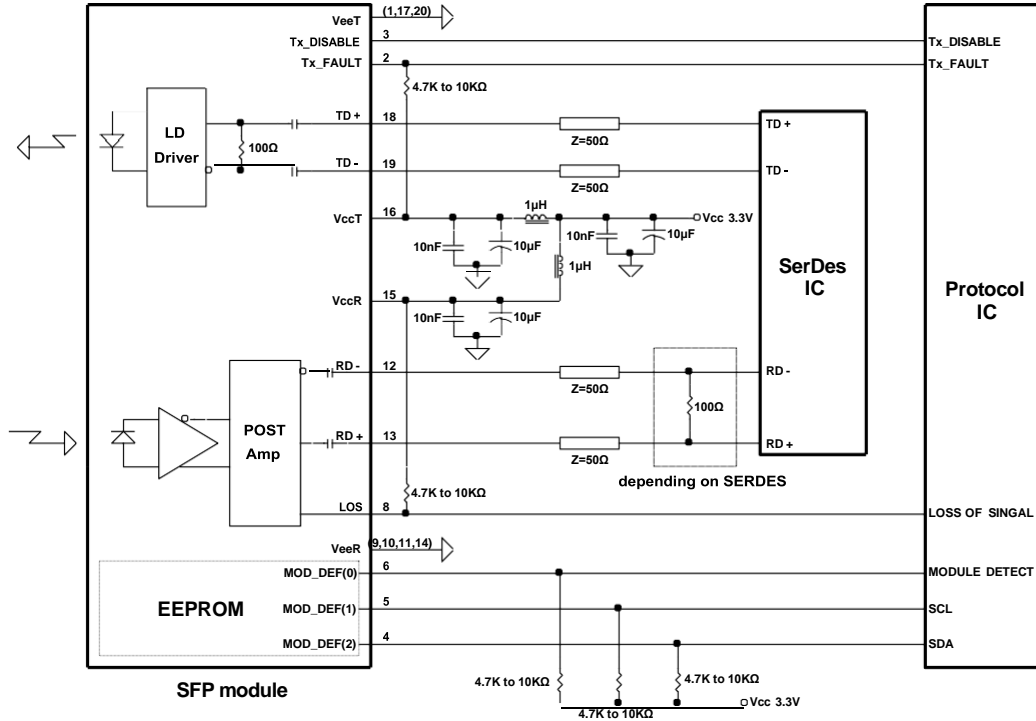 VeeT (1,17,20)
Tx_DISABLE 3 Tx_DISABLE
Tx_FAULT 2 Tx_FAULT
4.7K to 10KΩ
LD
Driver
100Ω
TD + 18 Z=50Ω TD +
TD - 19 Z=50Ω TD -
1µH
VccT 16 Vcc 3.3V
10nF 10µF 10nF 10µF
1µH
SerDes
IC
Protocol
IC
VccR 15
10nF 10µF
RD - 12 Z=50Ω RD -
100Ω
POST
Amp
RD + 13 Z=50Ω RD +
depending on SERDES
4.7K to 10KΩ
LOS 8 LOSS OF SINGAL
VeeR (9,10,11,14)
MOD_DEF(0) 6 MODULE DETECT
EEPROM
MOD_DEF(1) 5 SCL
MOD_DEF(2) 4 SDA
4.7K to 10KΩ 4.7K to 10KΩ
SFP module
Vcc 3.3V
4.7K to 10KΩ